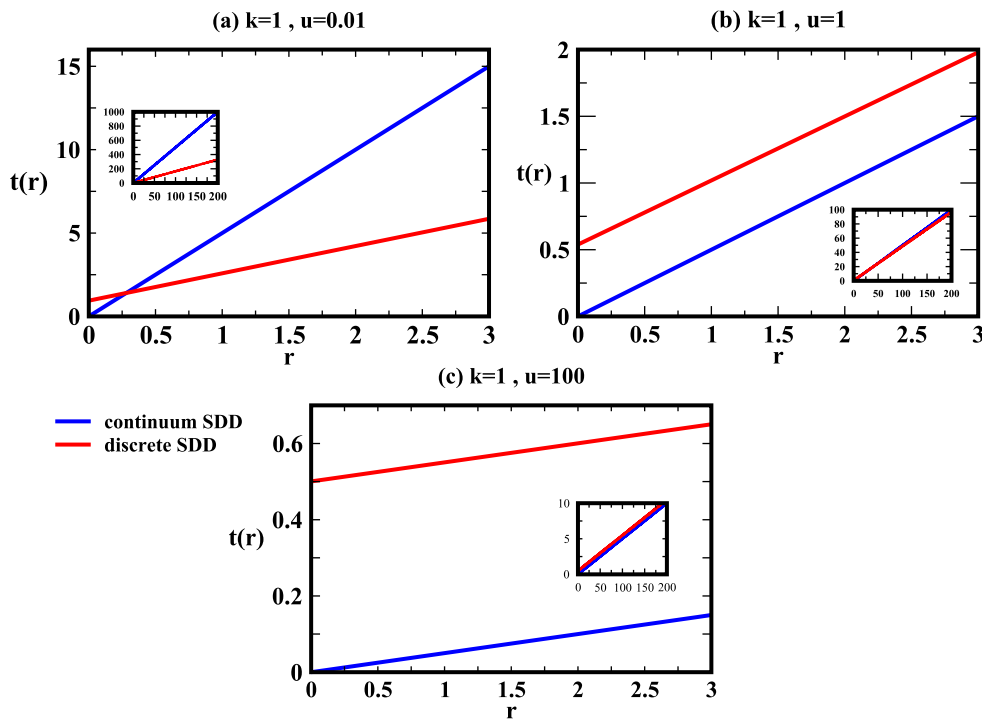 (a) k=1 , u=0.01
15
10
5
0
t(r)
0 0.5 1 1.5 2 2.5 3
r
1000
800
600
400
200
0
0 50 100 150 200
(b) k=1 , u=1
2
1.5
1
0.5
0
t(r)
0 0.5 1 1.5 2 2.5 3
r
100
80
60
40
20
0
0 50 100 150 200
(c) k=1 , u=100
continuum SDD
discrete SDD
0.6
0.4
0.2
0
t(r)
0 0.5 1 1.5 2 2.5 3
r
10
5
0
0 50 100 150 200